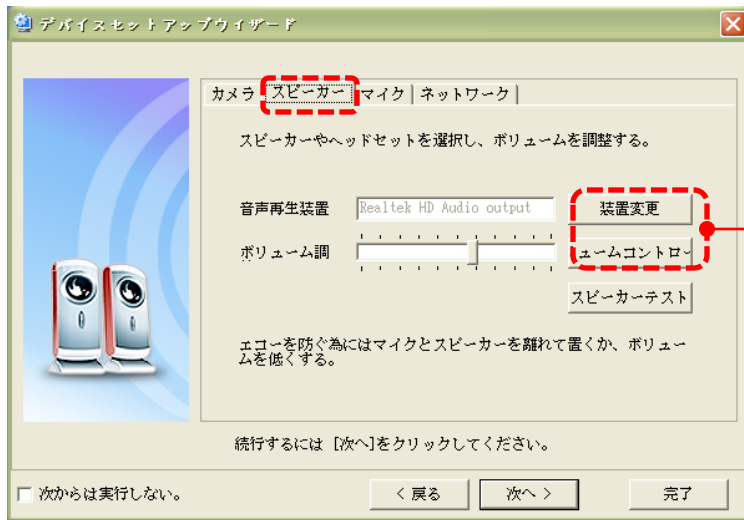 デバイスセットアップウィザード
カメラ スピーカー マイク ネットワーク
スピーカーやヘッドセットを選択し、ボリュームを調整する。
音声再生装置 Realtek HD Audio output 装置変更
ボリューム調 ュームコントロー
スピーカーテスト
エコーを防ぐ為にはマイクとスピーカーを離れて置くか、ボリュー
ムを低くする。
続行するには [次へ]をクリックしてください。
次からは実行しない。 < 戻る 次へ > 完了